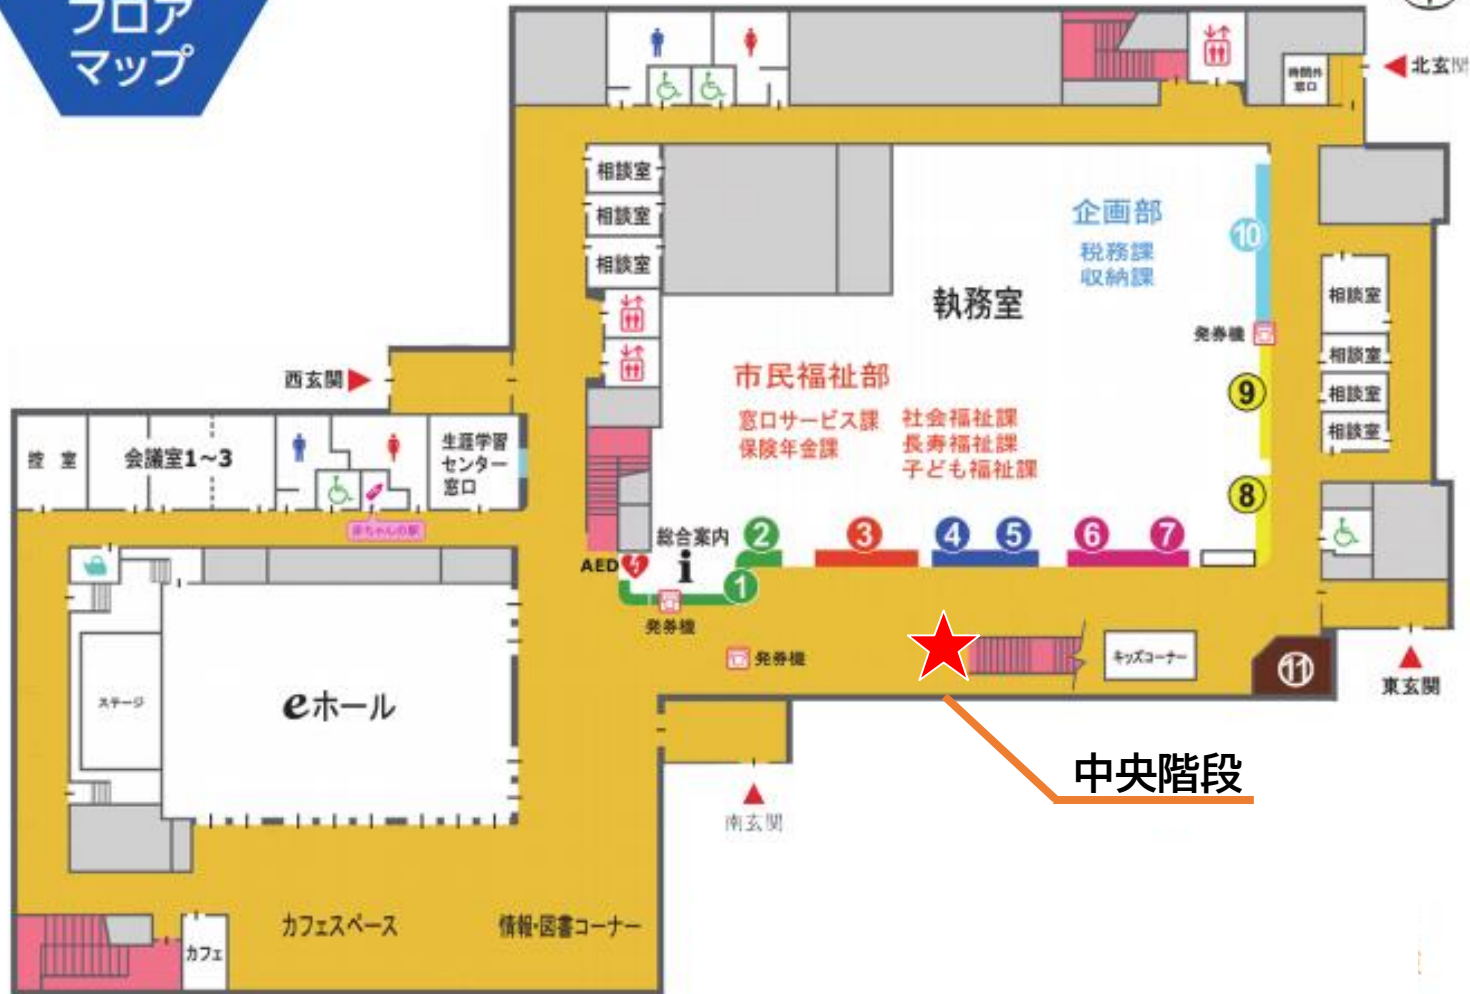 フロア
マップ
北玄関
時間外
窓口
相談室
相談室
相談室
企画部
税務課
収納課
10
執務室
発券機
相談室
相談室
相談室
相談室
西玄関
市民福祉部
窓口サービス課
保険年金課
社会福祉課
長寿福祉課
子ども福祉課
9
8
控 室
会議室1~3
生涯学習
センター
窓口
赤ちゃんの駅
総合案内
i
AED
1
2
3
4
5
6
7
発券機
発券機
キッズコーナー
11
東玄関
ステージ
eホール
中央階段
南玄関
カフェスペース
情報・図書コーナー
カフェ